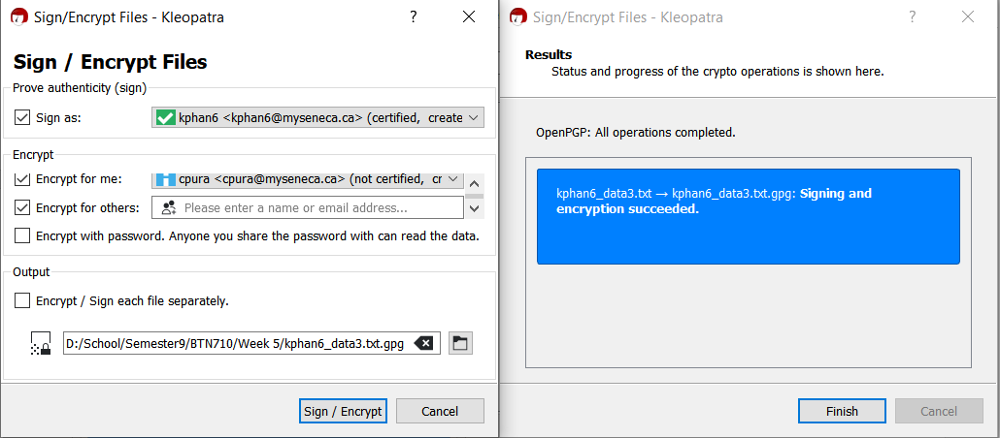 Sign/Encrypt Files - Kleopatra
?
Sign / Encrypt Files
Prove authenticity (sign)
Sign as:
kphan6 <kphan6@myseneca.ca> (certified, create
Encrypt
Encrypt for me:
cpura <cpura@myseneca.ca> (not certified, cr
Encrypt for others:
Please enter a name or email address...
Encrypt with password. Anyone you share the password with can read the data.
Output
Encrypt / Sign each file separately.
D:/School/Semester9/BTN710/Week 5/kphan6_data3.txt.gpg
Sign / Encrypt
Cancel
Sign/Encrypt Files - Kleopatra
?
Results
Status and progress of the crypto operations is shown here.
OpenPGP: All operations completed.
kphan6_data3.txt → kphan6_data3.txt.gpg: Signing and
encryption succeeded.
Finish
Cancel